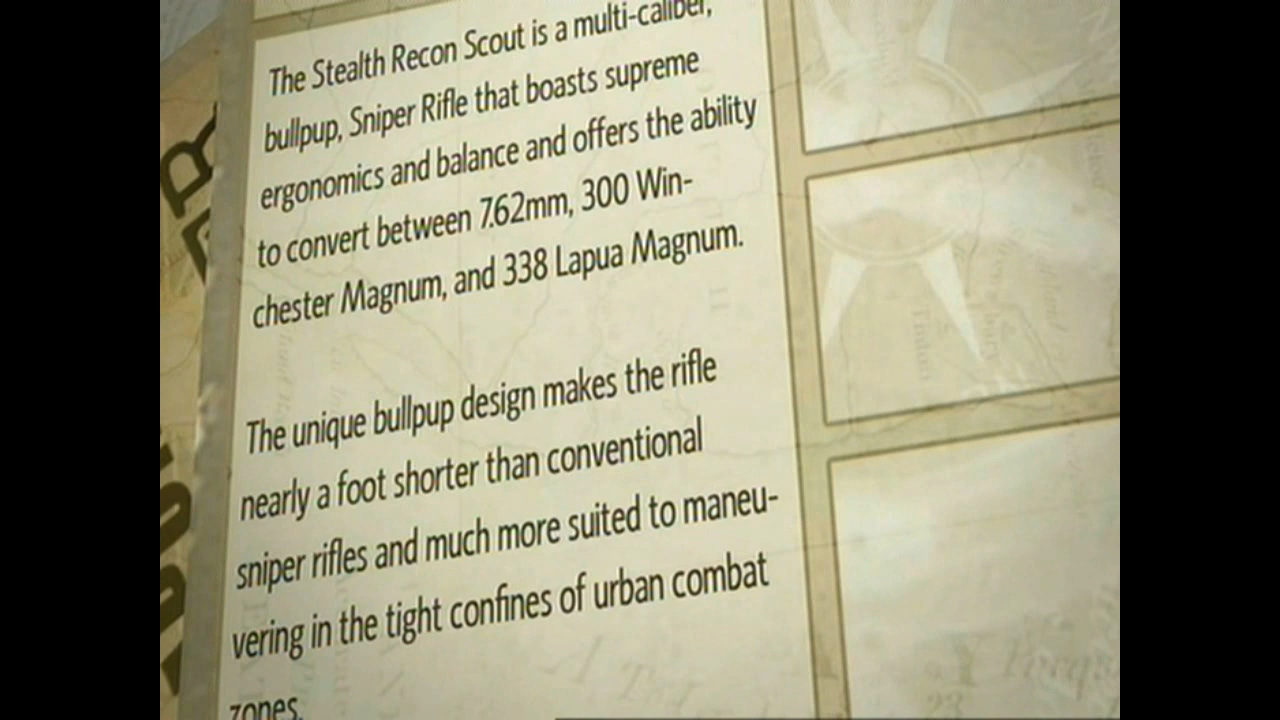 The Stealth Recon Scout is a multi-caliber,
bullpup, Sniper Rifle that boasts supreme
ergonomics and balance and offers the ability
to convert between 7.62mm, 300 Win-
chester Magnum, and 338 Lapua Magnum.
The unique bullpup design makes the rifle
nearly a foot shorter than conventional
sniper rifles and much more suited to maneu-
vering in the tight confines of urban combat
zones.